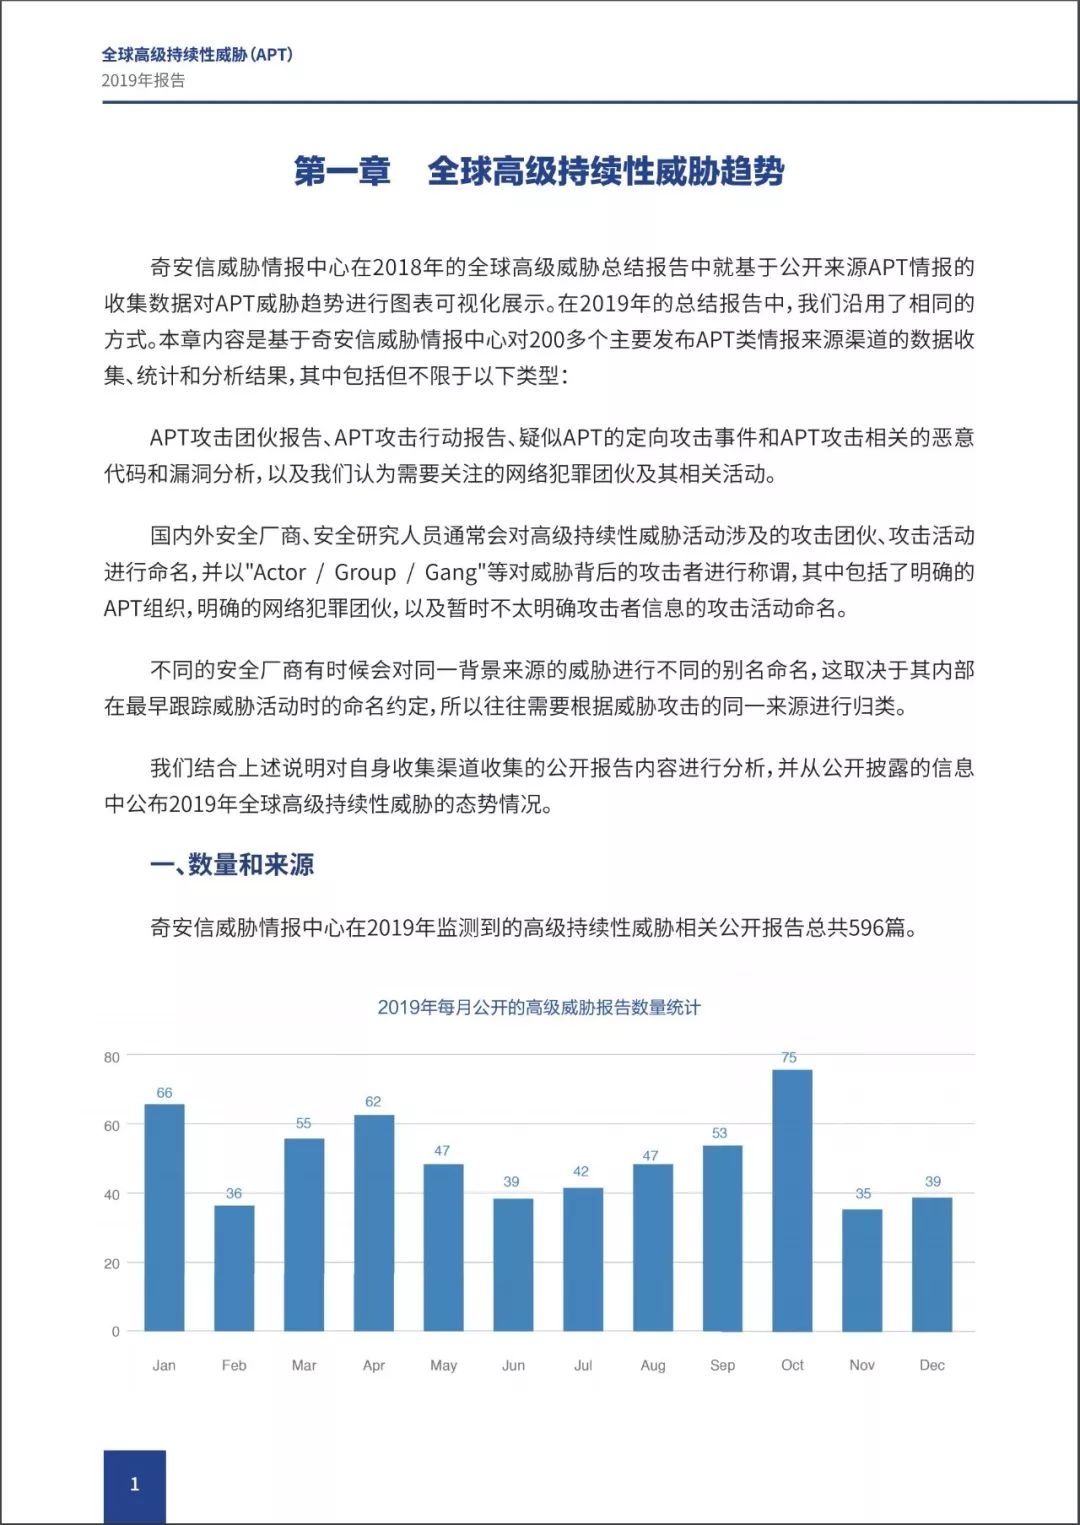 全球高级持续性威胁(APT)
2019年报告
第一章 全球高级持续性威胁趋势
奇安信威胁情报中心在2018年的全球高级威胁总结报告中就基于公开来源APT情报的
收集数据对APT威胁趋势进行图表可视化展示。在2019年的总结报告中,我们沿用了相同的
方式。本章内容是基于奇安信威胁情报中心对200多个主要发布APT类情报来源渠道的数据收
集、统计和分析结果,其中包括但不限于以下类型:
APT攻击团伙报告、APT攻击行动报告、疑似APT的定向攻击事件和APT攻击相关的恶意
代码和漏洞分析,以及我们认为需要关注的网络犯罪团伙及其相关活动。
国内外安全厂商、安全研究人员通常会对高级持续性威胁活动涉及的攻击团伙、攻击活动
进行命名,并以"Actor / Group / Gang"等对威胁背后的攻击者进行称谓,其中包括了明确的
APT组织,明确的网络犯罪团伙,以及暂时不太明确攻击者信息的攻击活动命名。
不同的安全厂商有时候会对同一背景来源的威胁进行不同的别名命名,这取决于其内部
在最早跟踪威胁活动时的命名约定,所以往往需要根据威胁攻击的同一来源进行归类。
我们结合上述说明对自身收集渠道收集的公开报告内容进行分析,并从公开披露的信息
中公布2019年全球高级持续性威胁的态势情况。
一、数量和来源
奇安信威胁情报中心在2019年监测到的高级持续性威胁相关公开报告总共596篇。
2019年每月公开的高级威胁报告数量统计
80
60
40
20
0
66
36
55
62
47
39
42
47
53
75
35
39
Jan Feb Mar Apr May Jun Jul Aug Sep Oct Nov Dec
1